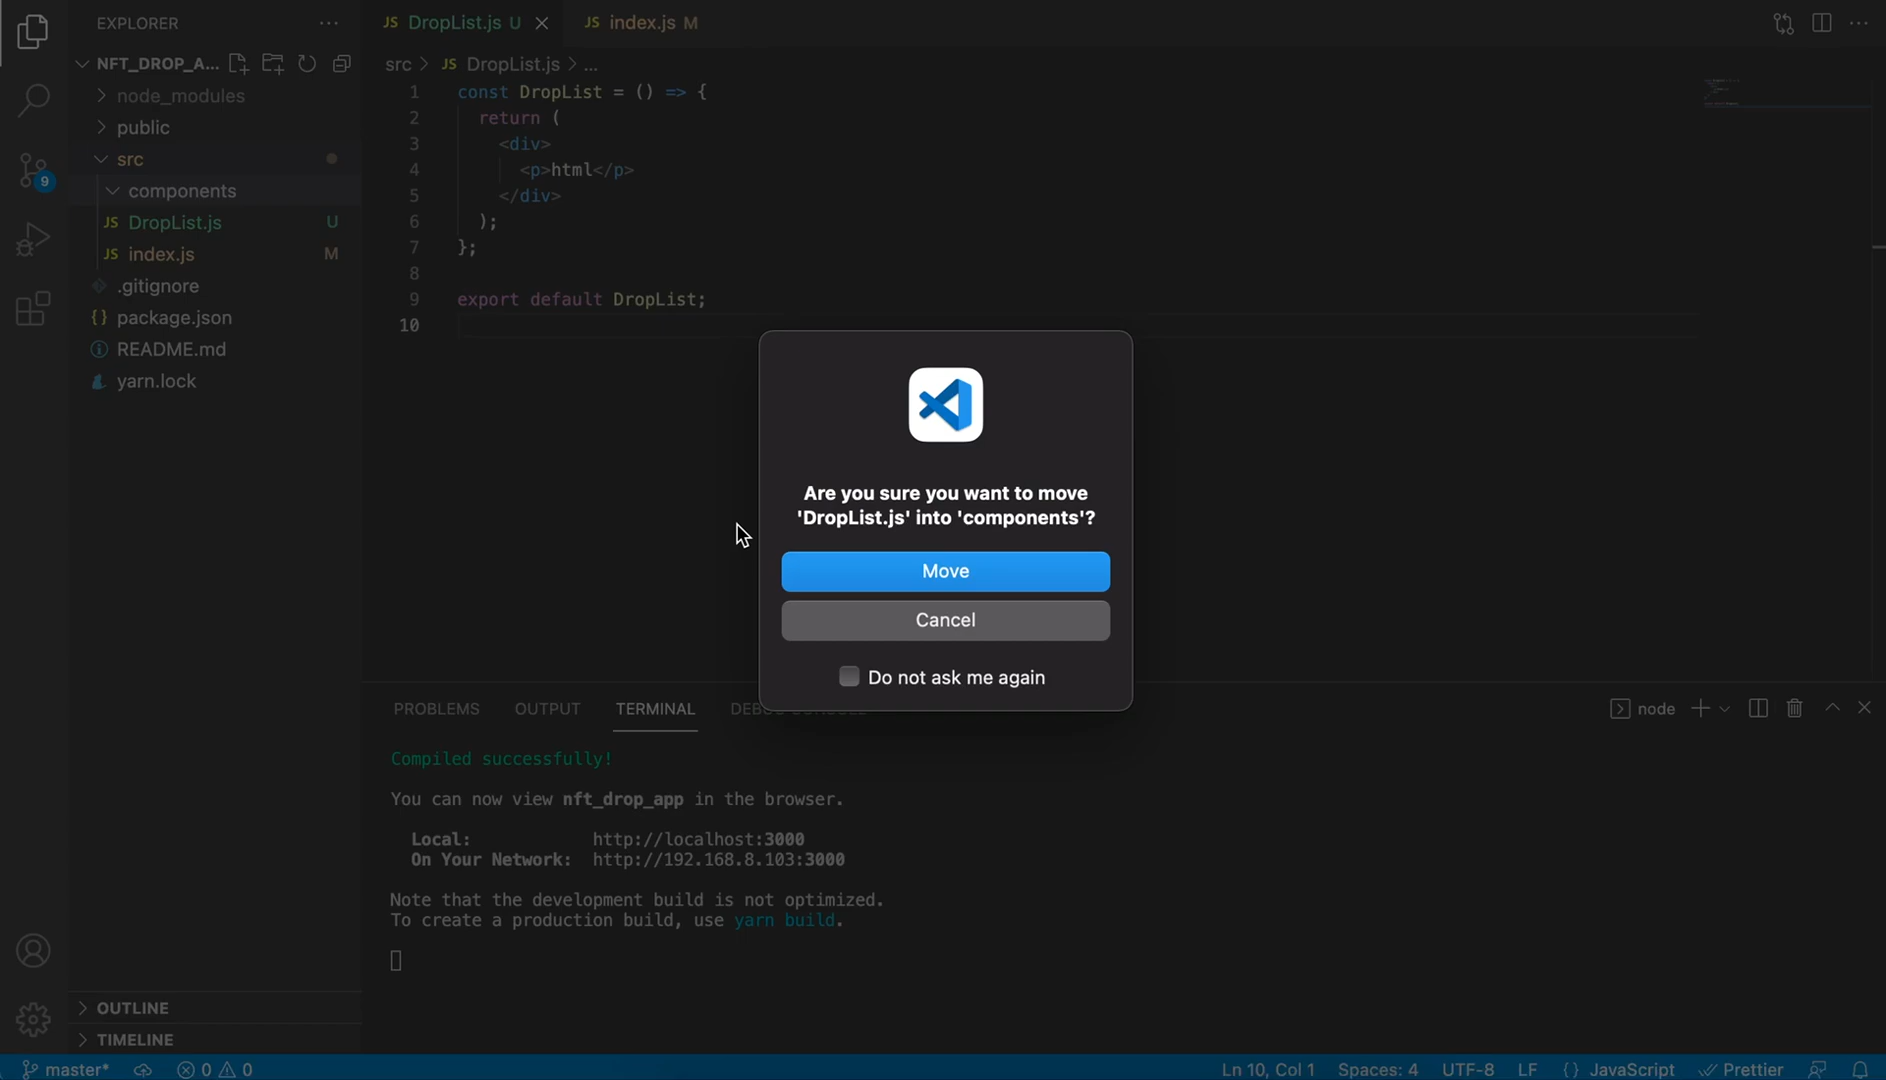 EXPLORER
NFT_DROP_A...
node_modules
public
src
components
JS DropList.js U
JS index.js M
.gitignore
{} package.json
README.md
yarn.lock
OUTLINE
TIMELINE
9
JS DropList.js U
JS index.js M
src > JS DropList.js > ...
1 const DropList = () => {
2 return (
3 <div>
4 <p>html</p>
5 </div>
6 );
7 };
8
9 export default DropList;
10
Are you sure you want to move
'DropList.js' into 'components'?
Move
Cancel
Do not ask me again
PROBLEMS OUTPUT TERMINAL DEBUG CONSOLE
node
Compiled successfully!
You can now view nft_drop_app in the browser.
Local: http://localhost:3000
On Your Network: http://192.168.8.103:3000
Note that the development build is not optimized.
To create a production build, use yarn build.
master* 0 0 Ln 10, Col 1 Spaces: 4 UTF-8 LF {} JavaScript Prettier